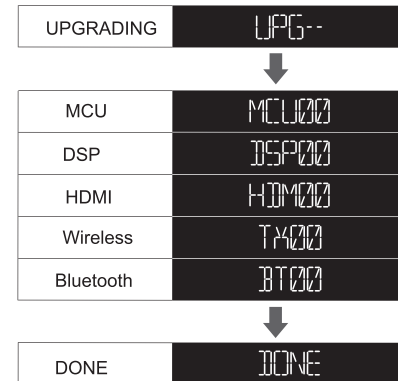 UPGRADING UPG--
MCU MCU00
DSP DSP00
HDMI HDM00
Wireless TX00
Bluetooth BT00
DONE DONE